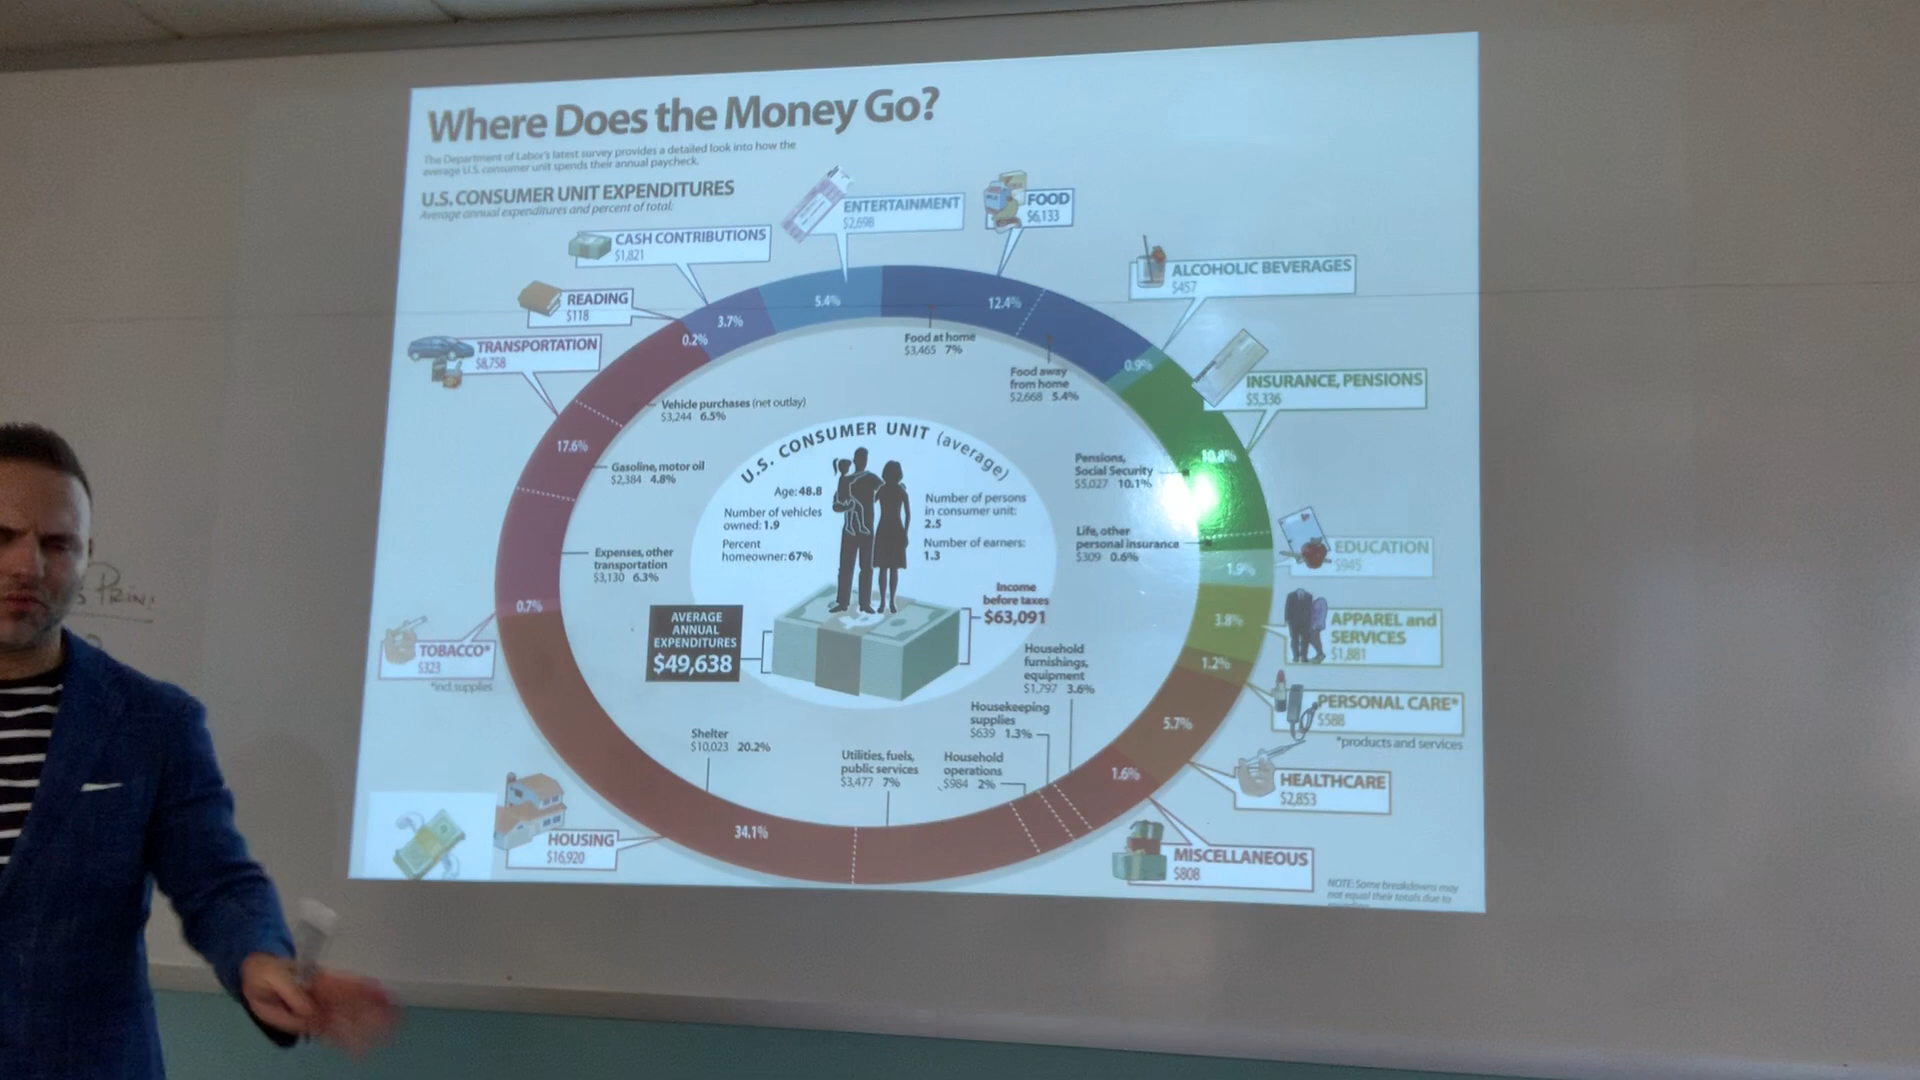 Where Does the Money Go?
The Department of Labor's latest survey provides a detailed look into how the
average U.S. consumer unit spends their annual paycheck.
U.S. CONSUMER UNIT EXPENDITURES
Average annual expenditures and percent of total:
ENTERTAINMENT
$2,698
FOOD
$6,133
CASH CONTRIBUTIONS
$1,821
ALCOHOLIC BEVERAGES
$457
READING
$118
TRANSPORTATION
$8,758
INSURANCE, PENSIONS
$5,336
5.4%
12.4%
3.7%
0.2%
0.9%
Food at home
$3,465 7%
Food away
from home
$2,668 5.4%
Vehicle purchases (net outlay)
$3,244 6.5%
17.6%
Gasoline, motor oil
$2,384 4.8%
Expenses, other
transportation
$3,130 6.3%
0.7%
U.S. CONSUMER UNIT (average)
Age: 48.8
Number of vehicles
owned: 1.9
Percent
homeowner: 67%
Number of persons
in consumer unit:
2.5
Number of earners:
1.3
10.8%
Pensions,
Social Security
$5,027 10.1%
Life, other
personal insurance
$309 0.6%
EDUCATION
$945
1.9%
APPAREL and
SERVICES
$1,881
3.8%
PERSONAL CARE*
$588
*products and services
1.2%
HEALTHCARE
$2,853
5.7%
MISCELLANEOUS
$808
1.6%
AVERAGE
ANNUAL
EXPENDITURES
$49,638
Income
before taxes
$63,091
Household
furnishings,
equipment
$1,797 3.6%
Housekeeping
supplies
$639 1.3%
Household
operations
$984 2%
Utilities, fuels,
public services
$3,477 7%
Shelter
$10,023 20.2%
34.1%
TOBACCO*
$323
*incl. supplies
HOUSING
$16,920
NOTE: Some breakdowns may
not equal their totals due to